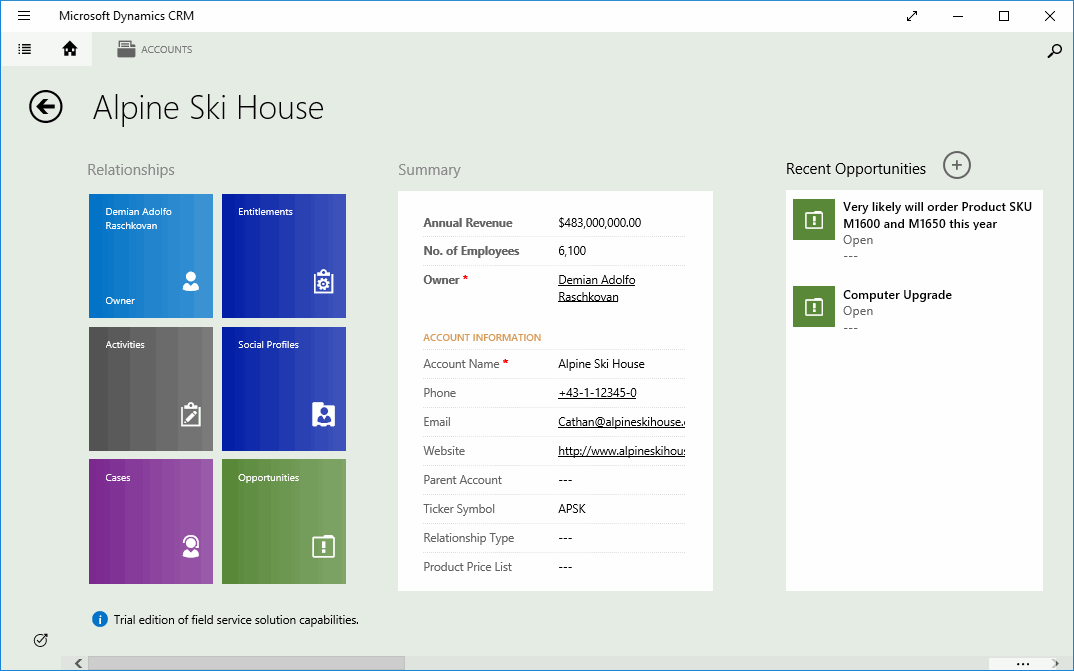 Microsoft Dynamics CRM
ACCOUNTS
Alpine Ski House
Relationships
Demian Adolfo
Raschkovan
Owner
Entitlements
Activities
Social Profiles
Cases
Opportunities
Summary
Annual Revenue $483,000,000.00
No. of Employees 6,100
Owner * Demian Adolfo
Raschkovan
ACCOUNT INFORMATION
Account Name * Alpine Ski House
Phone +43-1-12345-0
Email Cathan@alpineskihouse.
Website http://www.alpineskihou
Parent Account ---
Ticker Symbol APSK
Relationship Type ---
Product Price List ---
Recent Opportunities
Very likely will order Product SKU
M1600 and M1650 this year
Open
---
Computer Upgrade
Open
---
Trial edition of field service solution capabilities.